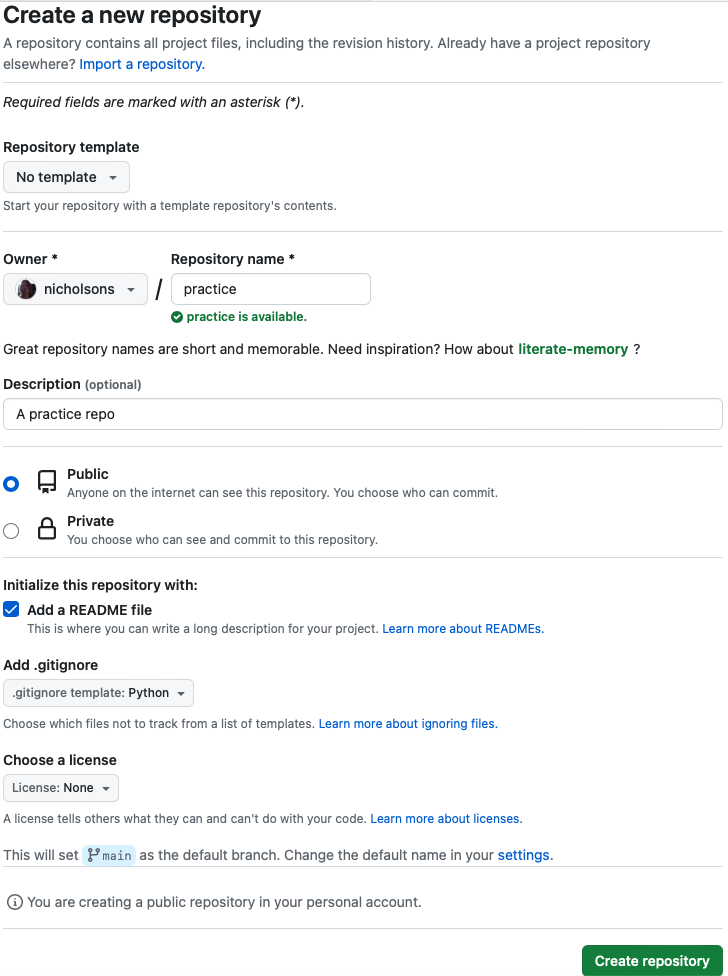 Create a new repository
A repository contains all project files, including the revision history. Already have a project repository
elsewhere? Import a repository.
Required fields are marked with an asterisk (*).
Repository template
No template
Start your repository with a template repository's contents.
Owner *
Repository name *
nicholsons
/
practice
practice is available.
Great repository names are short and memorable. Need inspiration? How about literate-memory ?
Description (optional)
A practice repo
Public
Anyone on the internet can see this repository. You choose who can commit.
Private
You choose who can see and commit to this repository.
Initialize this repository with:
Add a README file
This is where you can write a long description for your project. Learn more about READMEs.
Add .gitignore
.gitignore template: Python
Choose which files not to track from a list of templates. Learn more about ignoring files.
Choose a license
License: None
A license tells others what they can and can't do with your code. Learn more about licenses.
This will set main as the default branch. Change the default name in your settings.
You are creating a public repository in your personal account.
Create repository